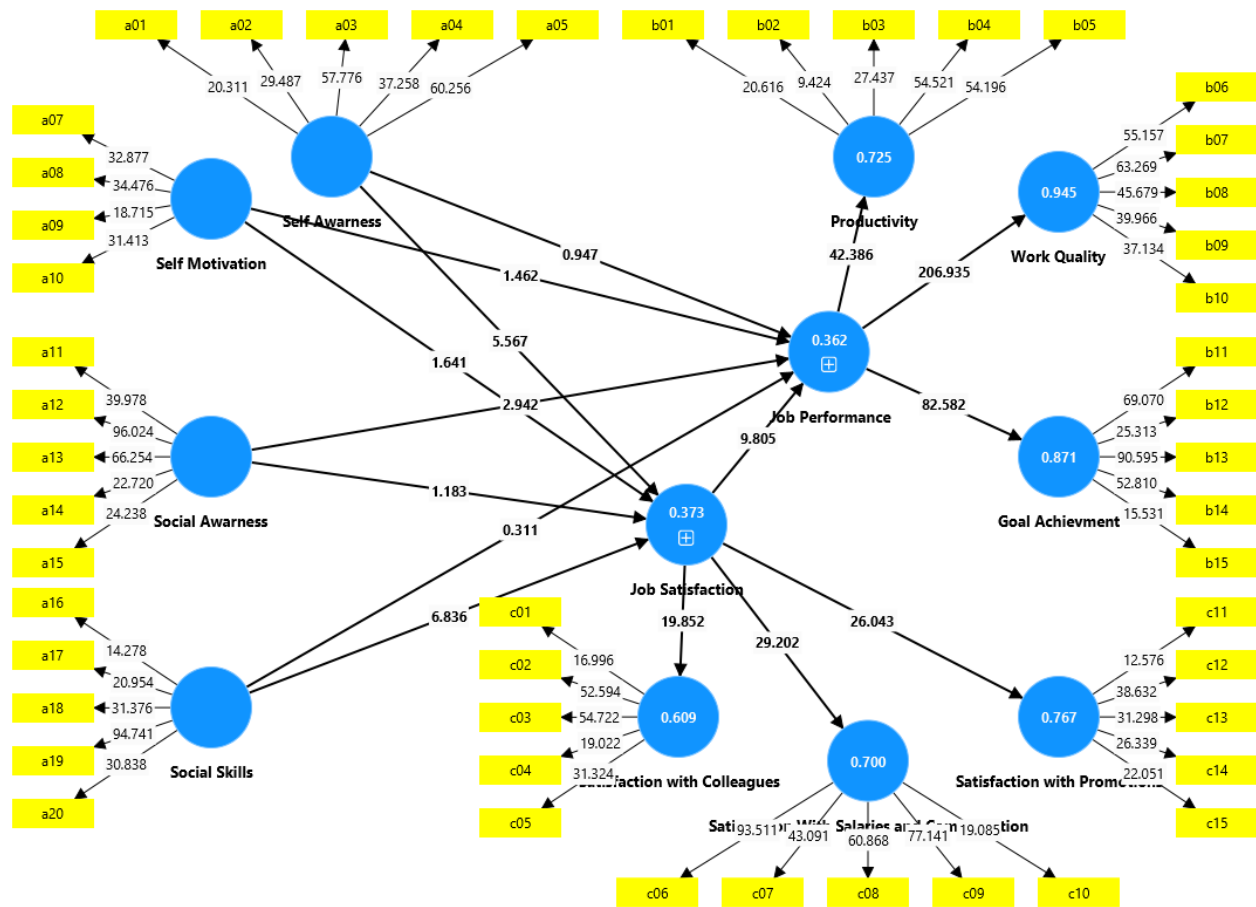 a01
a02
a03
a04
a05
20.311
29.487
57.776
37.258
60.256
b01
b02
b03
b04
b05
20.616
9.424
27.437
54.521
54.196
a07
a08
a09
a10
32.877
34.476
18.715
31.413
Self Awarness
Self Motivation
0.725
Productivity
b06
b07
b08
b09
b10
55.157
63.269
45.679
39.966
37.134
0.945
Work Quality
0.947
1.462
5.567
1.641
42.386
206.935
0.362
Job Performance
a11
a12
a13
a14
a15
39.978
96.024
66.254
22.720
24.238
Social Awarness
2.942
1.183
0.311
6.836
9.805
82.582
b11
b12
b13
b14
b15
69.070
25.313
90.595
52.810
15.531
0.871
Goal Achievment
0.373
Job Satisfaction
a16
a17
a18
a19
a20
14.278
20.954
31.376
94.741
30.838
Social Skills
19.852
29.202
26.043
c01
c02
c03
c04
c05
16.996
52.594
54.722
19.022
31.324
0.609
with Colleagues
0.700
With Salaries and
93.511
43.091
60.868
77.141
19.085
c06
c07
c08
c09
c10
c11
c12
c13
c14
c15
12.576
38.632
31.298
26.339
22.051
0.767
Satisfaction with